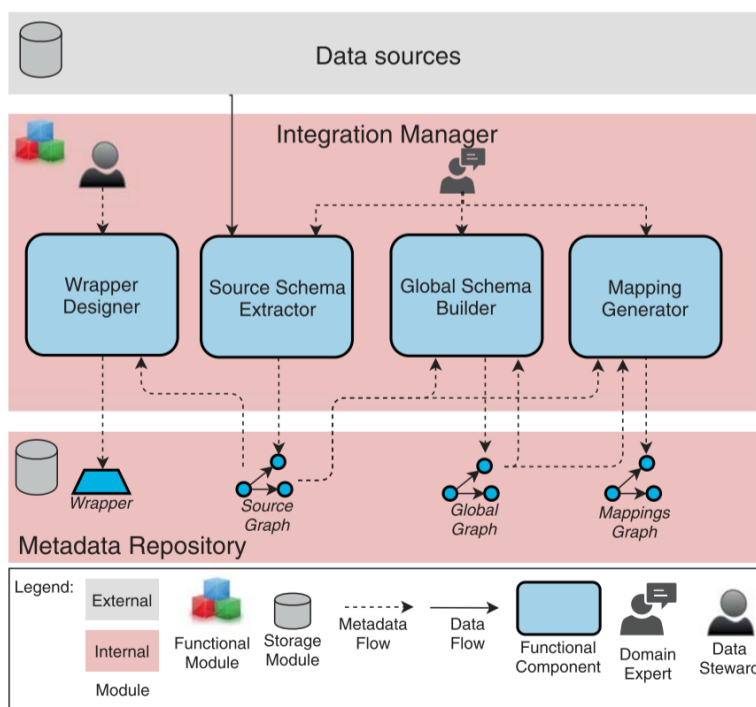 Data sources
Integration Manager
Wrapper
Designer
Source Schema
Extractor
Global Schema
Builder
Mapping
Generator
Wrapper
Source
Graph
Global
Graph
Mappings
Graph
Metadata Repository
Legend:
External
Internal
Module
Functional
Module
Storage
Module
Metadata
Flow
Data
Flow
Functional
Component
Domain
Expert
Data
Steward